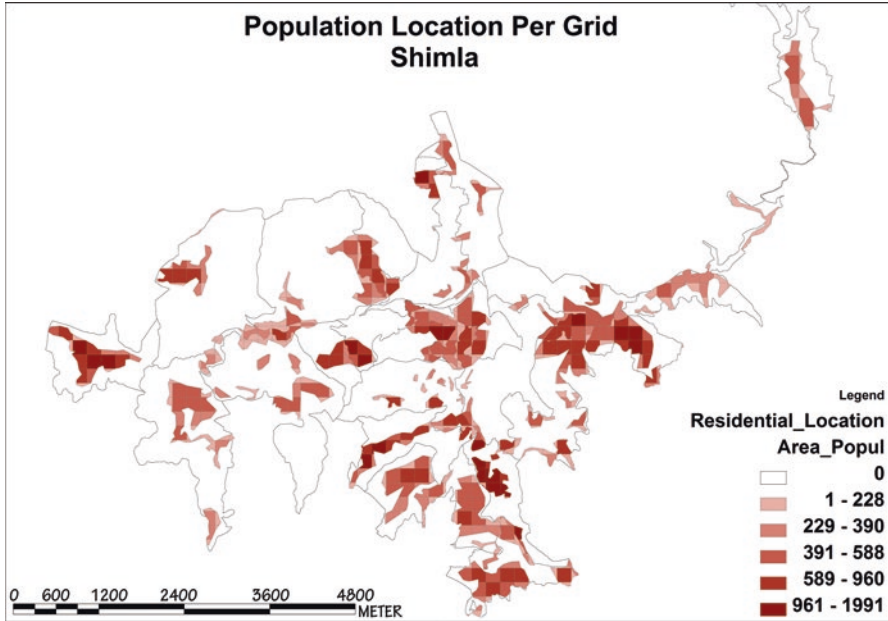 Population Location Per Grid
Shimla
Legend
Residential_Location
Area_Popul
0
1 - 228
229 - 390
391 - 588
589 - 960
961 - 1991
0 600 1200 2400 3600 4800
METER